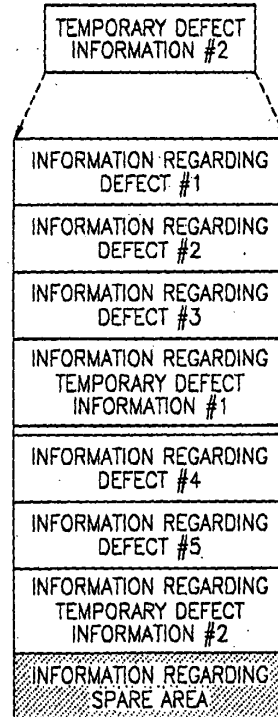 TEMPORARY DEFECT
INFORMATION #2
INFORMATION REGARDING
DEFECT #1
INFORMATION REGARDING
DEFECT #2
INFORMATION REGARDING
DEFECT #3
INFORMATION REGARDING
TEMPORARY DEFECT
INFORMATION #1
INFORMATION REGARDING
DEFECT #4
INFORMATION REGARDING
DEFECT #5
INFORMATION REGARDING
TEMPORARY DEFECT
INFORMATION #2
INFORMATION REGARDING
SPARE AREA